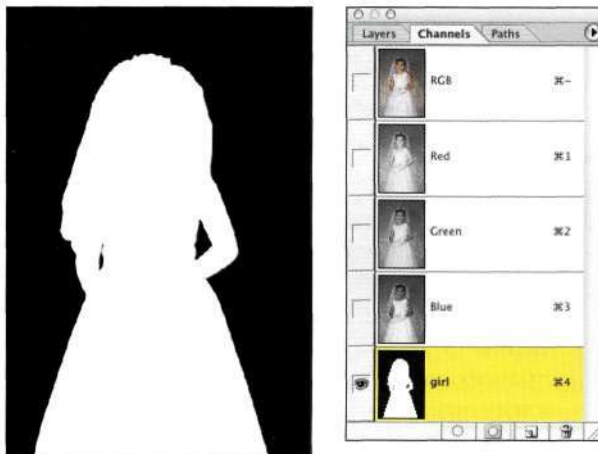 Layers Channels Paths
RGB ⌘~
Red ⌘1
Green ⌘2
Blue ⌘3
girl ⌘4